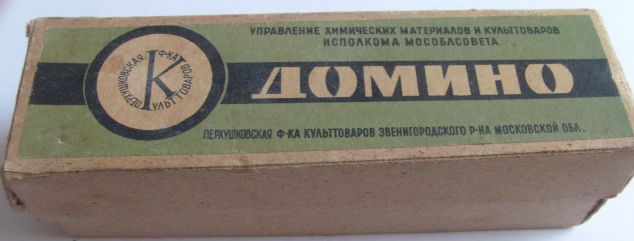 УПРАВЛЕНИЕ ХИМИЧЕСКИХ МАТЕРИАЛОВ И КУЛЬТТОВАРОВ
ИСПОЛКОМА МОСОБЛСОВЕТА
ПЕРХУШКОВСКАЯ Ф-КА КУЛЬТТОВАРОВ
К
ДОМИНО
ПЕРХУШКОВСКАЯ Ф-КА КУЛЬТТОВАРОВ ЗВЕНИГОРОДСКОГО Р-НА МОСКОВСКОЙ ОБЛ.